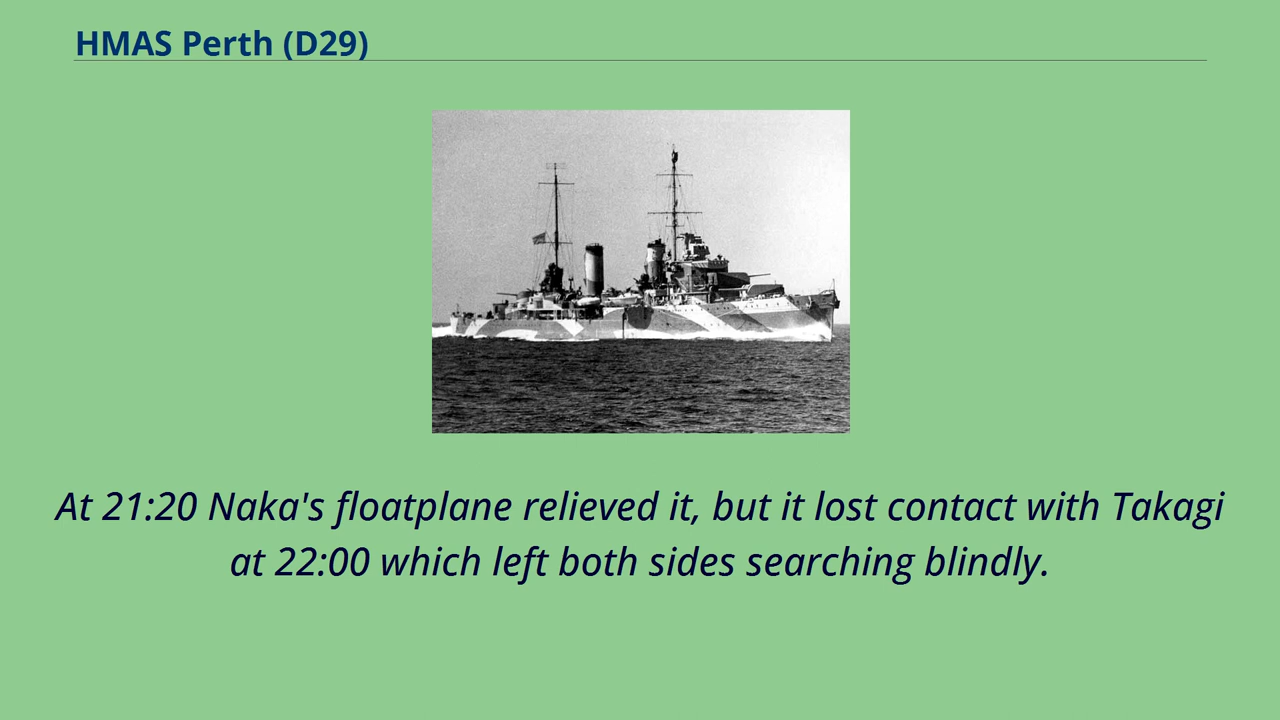 HMAS Perth (D29)
At 21:20 Naka's floatplane relieved it, but it lost contact with Takagi
at 22:00 which left both sides searching blindly.